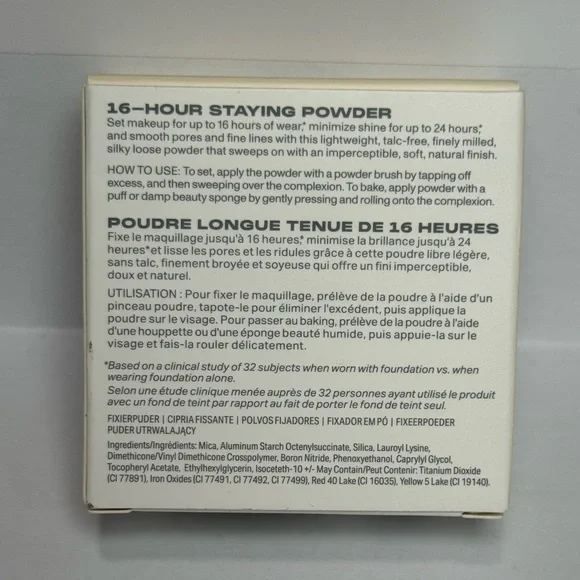 16–HOUR STAYING POWDER
Set makeup for up to 16 hours of wear,* minimize shine for up to 24 hours,*
and smooth pores and fine lines with this lightweight, talc-free, finely milled,
silky loose powder that sweeps on with an imperceptible, soft, natural finish.
HOW TO USE: To set, apply the powder with a powder brush by tapping off
excess, and then sweeping over the complexion. To bake, apply powder with a
puff or damp beauty sponge by gently pressing and rolling onto the complexion.
POUDRE LONGUE TENUE DE 16 HEURES
Fixe le maquillage jusqu'à 16 heures,* minimise la brillance jusqu'à 24
heures* et lisse les pores et les ridules grâce à cette poudre libre légère,
sans talc, finement broyée et soyeuse qui offre un fini imperceptible,
doux et naturel.
UTILISATION : Pour fixer le maquillage, prélève de la poudre à l'aide d'un
pinceau poudre, tapote-le pour éliminer l'excédent, puis applique la
poudre sur le visage. Pour passer au baking, prélève de la poudre à l'aide
d'une houppette ou d'une éponge beauté humide, puis appuie-la sur le
visage et fais-la rouler délicatement.
*Based on a clinical study of 32 subjects when worn with foundation vs. when
wearing foundation alone.
Selon une étude clinique menée auprès de 32 personnes ayant utilisé le produit
avec un fond de teint par rapport au fait de porter le fond de teint seul.
FIXIERPUDER | CIPRIA FISSANTE | POLVOS FIJADORES | FIXADOR EM PÓ | FIXEERPOEDER
PUDER UTRWALAJĄCY
Ingredients/Ingrédients: Mica, Aluminum Starch Octenylsuccinate, Silica, Lauroyl Lysine,
Dimethicone/Vinyl Dimethicone Crosspolymer, Boron Nitride, Phenoxyethanol, Caprylyl Glycol,
Tocopheryl Acetate, Ethylhexylglycerin, Isoceteth-10 +/- May Contain/Peut Contenir: Titanium Dioxide
(CI 77891), Iron Oxides (CI 77491, CI 77492, CI 77499), Red 40 Lake (CI 16035), Yellow 5 Lake (CI 19140).